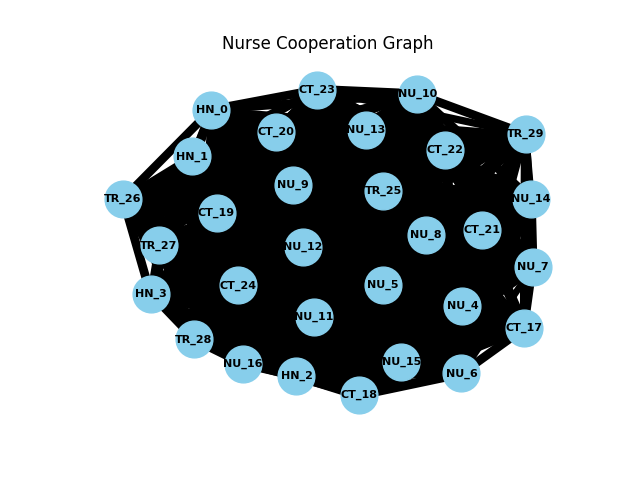 Nurse Cooperation Graph
CT_23
NU_10
HN_0
CT_20
NU_13
TR_29
CT_22
HN_1
NU_9
TR_25
TR_26
NU_14
CT_19
CT_21
NU_8
TR_27
NU_12
NU_7
CT_24
NU_5
HN_3
NU_4
NU_11
CT_17
TR_28
NU_15
NU_16
NU_6
HN_2
CT_18